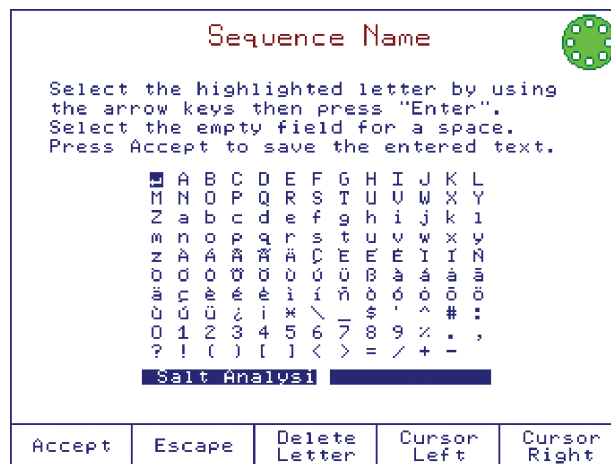 Sequence Name
Select the highlighted letter by using
the arrow keys then press "Enter".
Select the empty field for a space.
Press Accept to save the entered text.
↵ A B C D E F G H I J K L
M N O P Q R S T U V W X Y
Z a b c d e f g h i j k l
m n o p q r s t u v w x y
0 1 2 3 4 5 6 7 8 9 % . ,
? ! ( ) [ ] < > = / + -
Salt Analysi
Accept
Escape
Delete
Letter
Cursor
Left
Cursor
Right